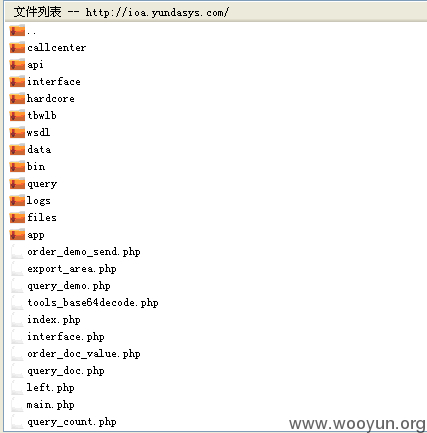 文件列表 -- http://ioa.yundasys.com/
..
callcenter
api
interface
hardcore
tbwlb
wsdl
data
bin
query
logs
files
app
order_demo_send.php
export_area.php
query_demo.php
tools_base64decode.php
index.php
interface.php
order_doc_value.php
query_doc.php
left.php
main.php
query_count.php
www.wooyun.org